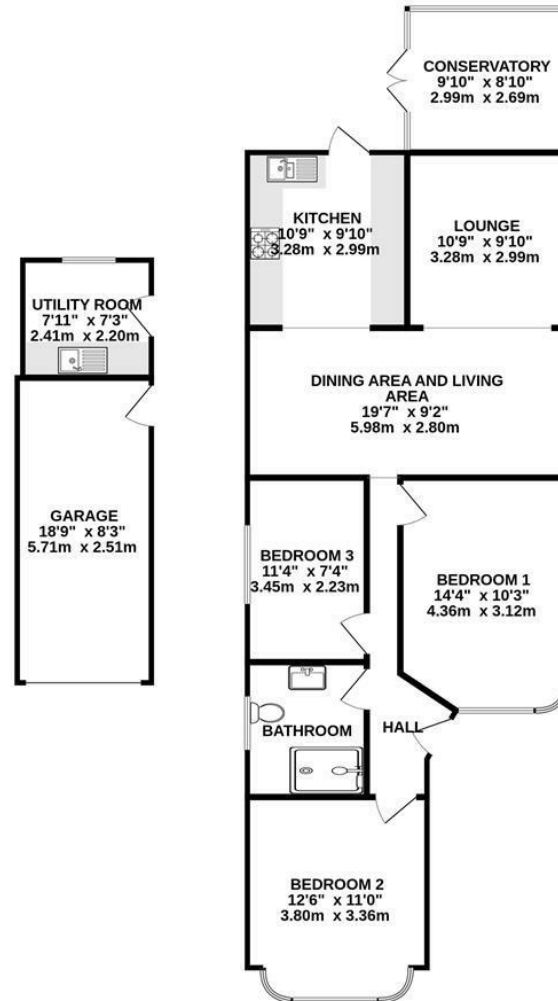 CONSERVATORY
9'10" x 8'10"
2.99m x 2.69m
KITCHEN
10'9" x 9'10"
3.28m x 2.99m
LOUNGE
10'9" x 9'10"
3.28m x 2.99m
UTILITY ROOM
7'11" x 7'3"
2.41m x 2.20m
DINING AREA AND LIVING
AREA
19'7" x 9'2"
5.98m x 2.80m
GARAGE
18'9" x 8'3"
5.71m x 2.51m
BEDROOM 3
11'4" x 7'4"
3.45m x 2.23m
BEDROOM 1
14'4" x 10'3"
4.36m x 3.12m
BATHROOM
HALL
BEDROOM 2
12'6" x 11'0"
3.80m x 3.36m